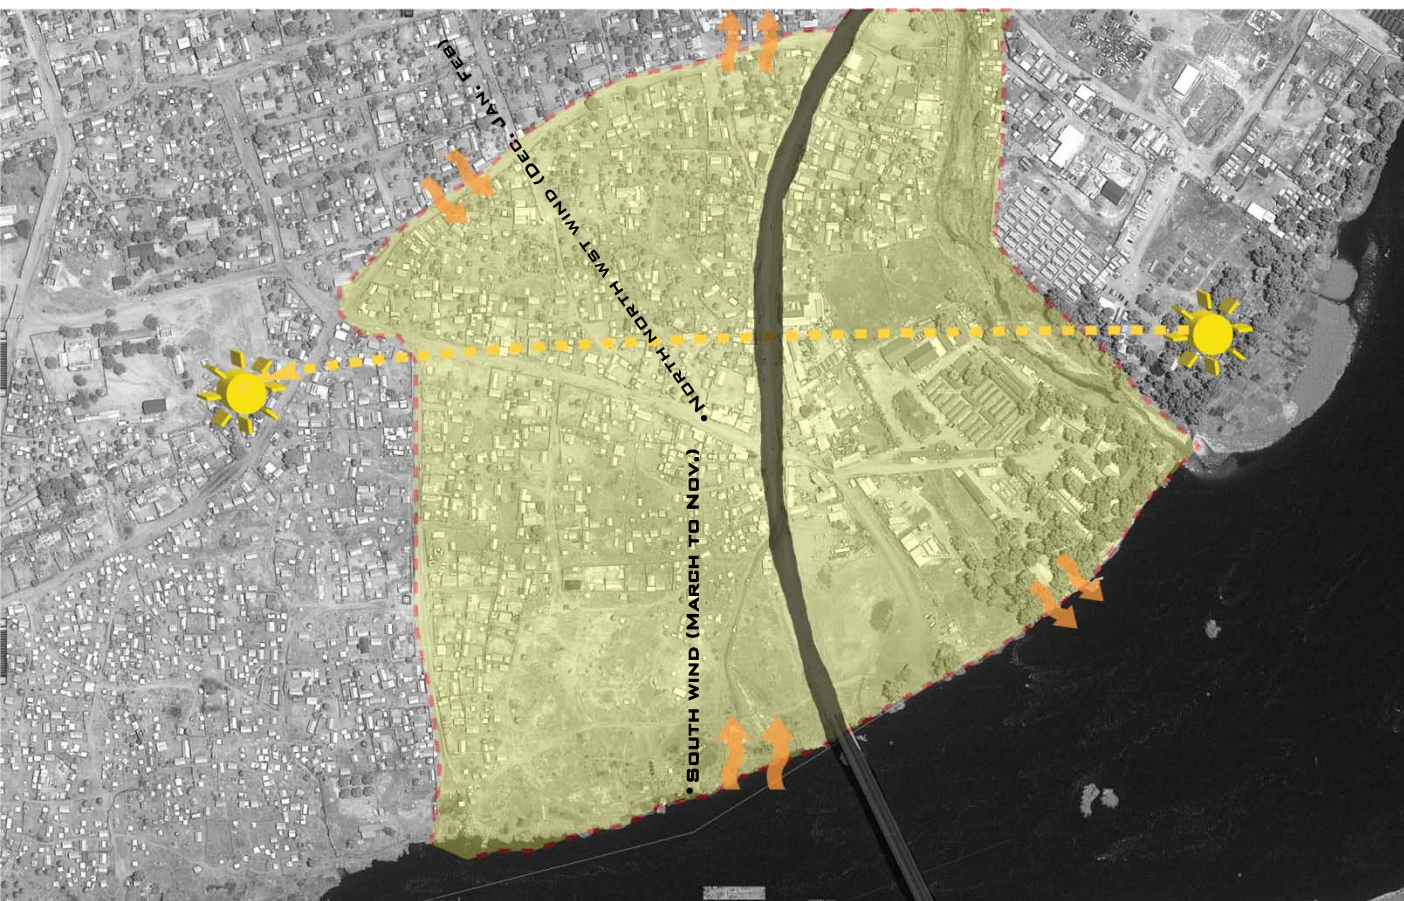 • North North Wst wind (Dec. Jan. Feb)
• South wind (March to Nov.)